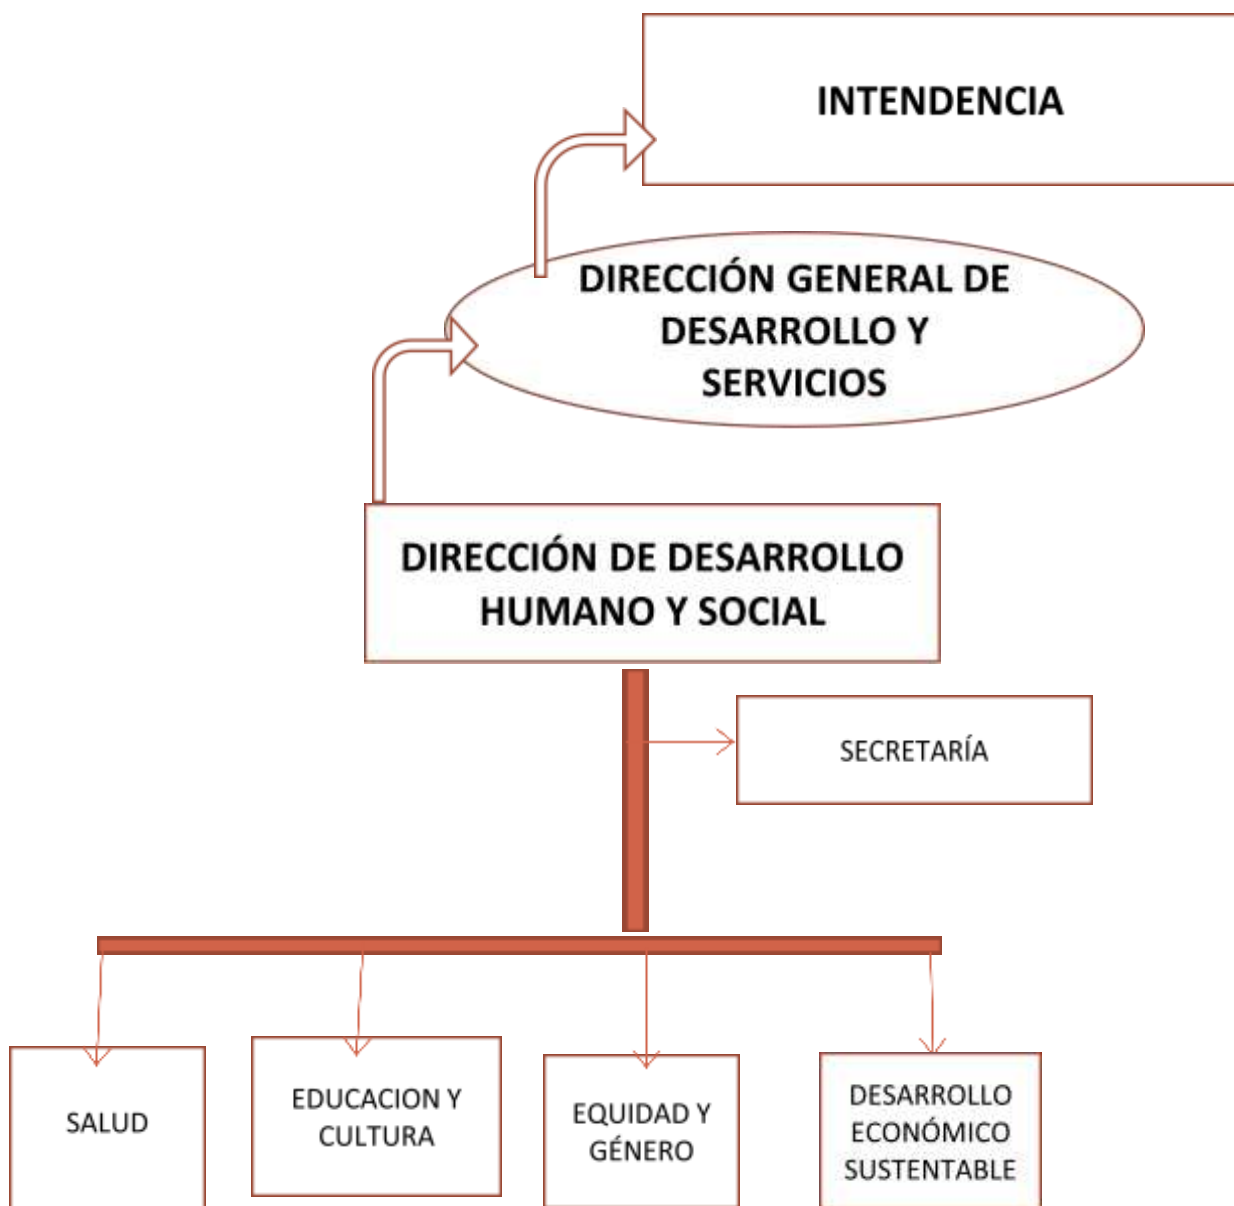 INTENDENCIA
DIRECCIÓN GENERAL DE
DESARROLLO Y
SERVICIOS
DIRECCIÓN DE DESARROLLO
HUMANO Y SOCIAL
SECRETARÍA
SALUD
EDUCACION Y
CULTURA
EQUIDAD Y
GÉNERO
DESARROLLO
ECONÓMICO
SUSTENTABLE